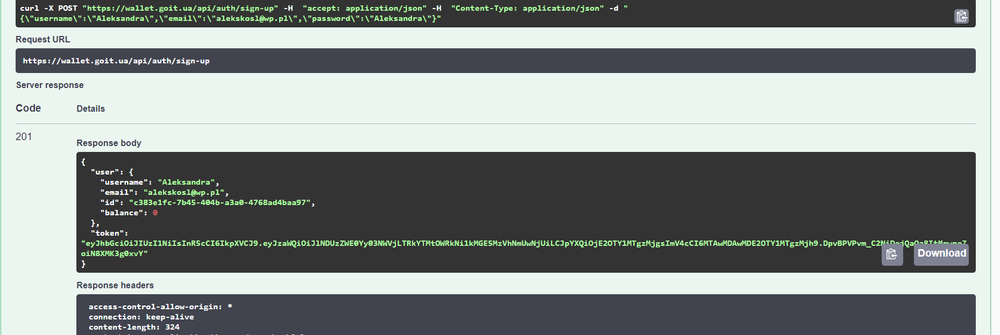 curl -X POST "https://wallet.goit.ua/api/auth/sign-up" -H  "accept: application/json" -H  "Content-Type: application/json" -d "
{\"username\":\"Aleksandra\",\"email\":\"alekskosl@wp.pl\",\"password\":\"Aleksandra\"}"
Request URL
https://wallet.goit.ua/api/auth/sign-up
Server response
Code Details
201
Response body
{
"user": {
"username": "Aleksandra",
"email": "alekskosl@wp.pl",
"id": "c383e1fc-7b45-404b-a3a0-4768ad4baa97",
"balance": 0
},
"token":
"eyJhbGciOiJIUzI1NiIsInR5cCI6IkpXVCJ9.eyJzaWQiOiJlNDUzZWE0Yy03NWVjLTRkYTMtOWRkNi1kMGE5MzVhNmUwNjUiLCJpYXQiOjE2OTY1MTgzMjgsImV4cCI6MTAwMDAwMDE2OTY1MTgzMjh9
oiN8XMK3g0xvY"
}
Download
Response headers
access-control-allow-origin: *
connection: keep-alive
content-length: 324